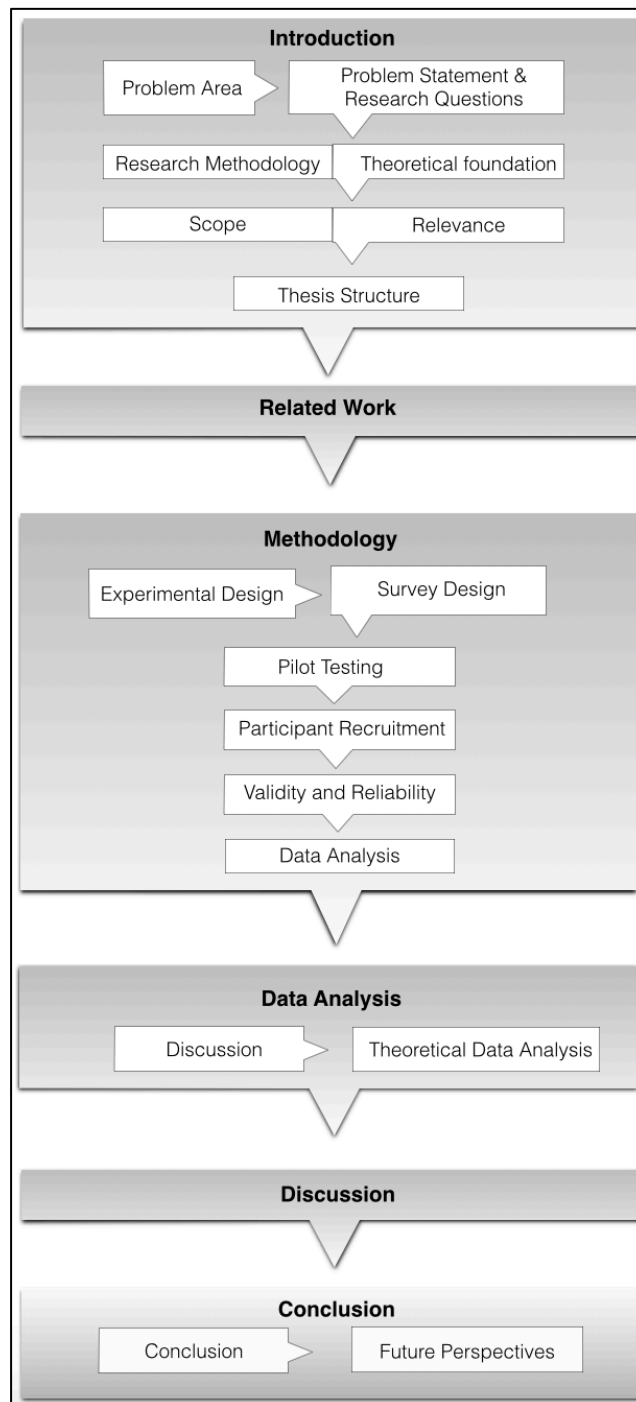 Introduction
Problem Area
Problem Statement &
Research Questions
Research Methodology
Theoretical foundation
Scope
Relevance
Thesis Structure
Related Work
Methodology
Experimental Design
Survey Design
Pilot Testing
Participant Recruitment
Validity and Reliability
Data Analysis
Data Analysis
Discussion
Theoretical Data Analysis
Discussion
Conclusion
Conclusion
Future Perspectives